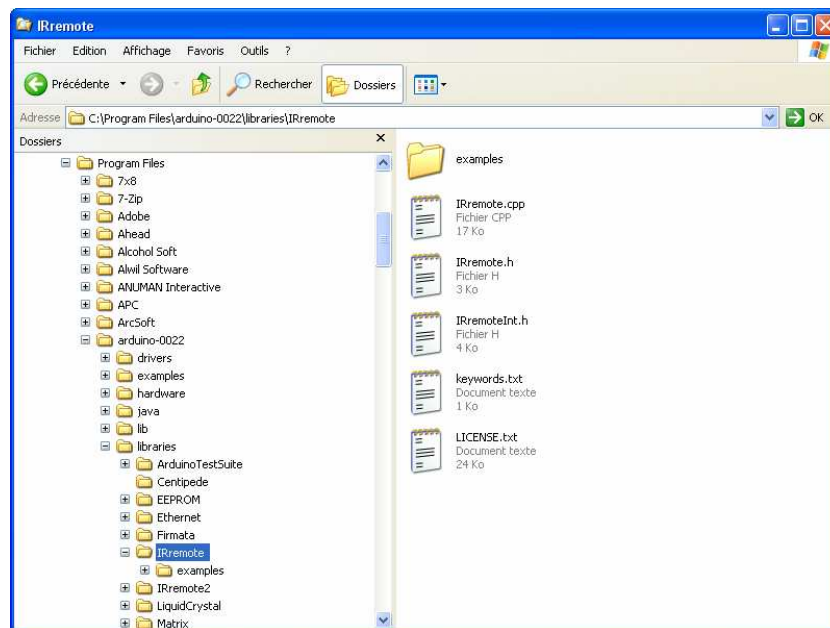 IRremote
Fichier Edition Affichage Favoris Outils ?
Précédente Rechercher Dossiers
Adresse C:\Program Files\arduino-0022\libraries\IRremote OK
Dossiers
Program Files
7x8
7-Zip
Adobe
Ahead
Alcohol Soft
Alwil Software
ANUMAN Interactive
APC
ArcSoft
arduino-0022
drivers
examples
hardware
java
lib
libraries
ArduinoTestSuite
Centipede
EEPROM
Ethernet
Firmata
IRremote
examples
IRremote2
LiquidCrystal
Matrix
examples
IRremote.cpp
Fichier CPP
17 Ko
IRremote.h
Fichier H
3 Ko
IRremoteInt.h
Fichier H
4 Ko
keywords.txt
Document texte
1 Ko
LICENSE.txt
Document texte
24 Ko